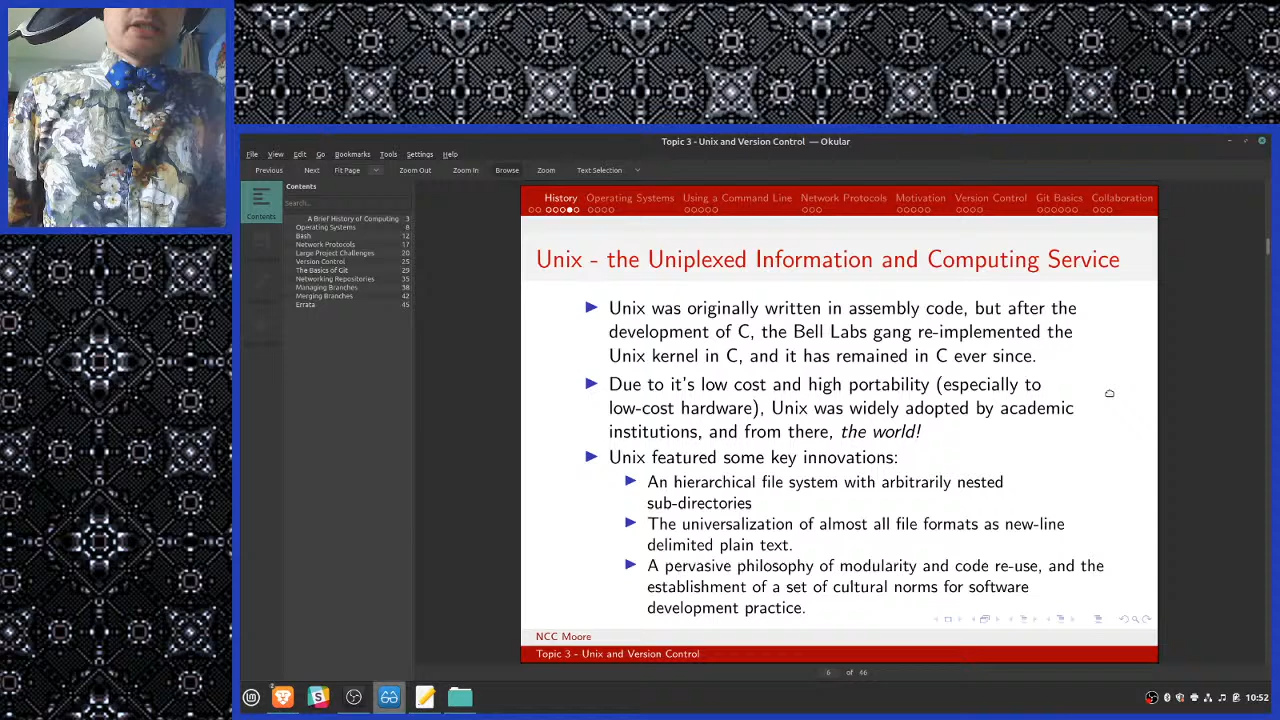 Topic 3 - Unix and Version Control — Okular
File View Edit Go Bookmarks Tools Settings Help
Previous Next Fit Page Zoom Out Zoom In Browse Zoom Text Selection
Contents
Contents
Search...
A Brief History of Computing 3
Operating Systems 8
Bash 12
Network Protocols 17
Large Project Challenges 20
Version Control 25
The Basics of Git 29
Networking Repositories 35
Managing Branches 38
Merging Branches 42
Errata 45
History Operating Systems Using a Command Line Network Protocols Motivation Version Control Git Basics Collaboration
Unix - the Uniplexed Information and Computing Service
Unix was originally written in assembly code, but after the
development of C, the Bell Labs gang re-implemented the
Unix kernel in C, and it has remained in C ever since.
Due to it's low cost and high portability (especially to
low-cost hardware), Unix was widely adopted by academic
institutions, and from there, the world!
Unix featured some key innovations:
An hierarchical file system with arbitrarily nested
sub-directories
The universalization of almost all file formats as new-line
delimited plain text.
A pervasive philosophy of modularity and code re-use, and the
establishment of a set of cultural norms for software
development practice.
NCC Moore
Topic 3 - Unix and Version Control
6 of 46
10:52